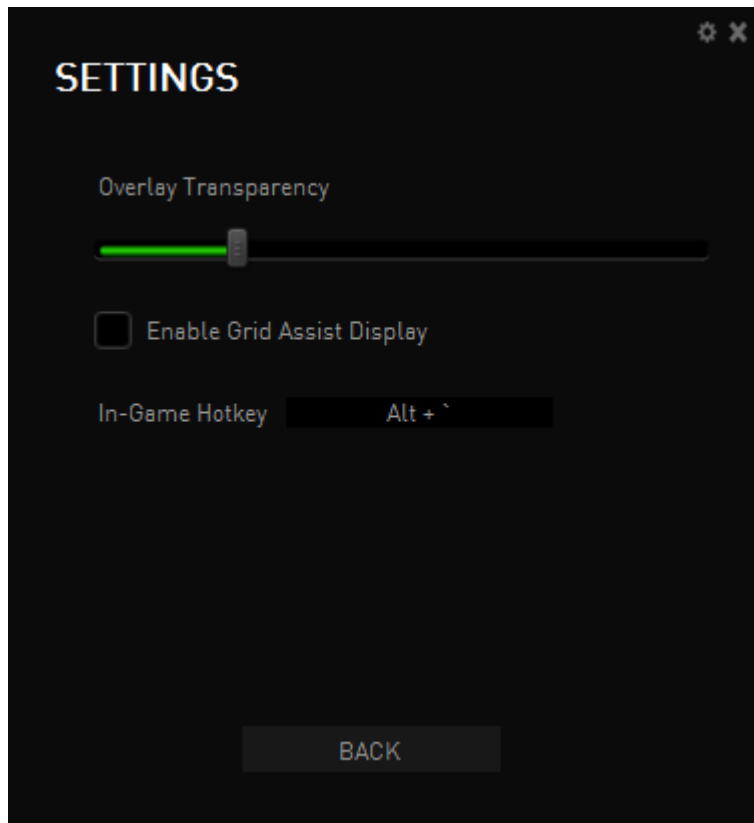 SETTINGS
Overlay Transparency
Enable Grid Assist Display
In-Game Hotkey Alt + `
BACK